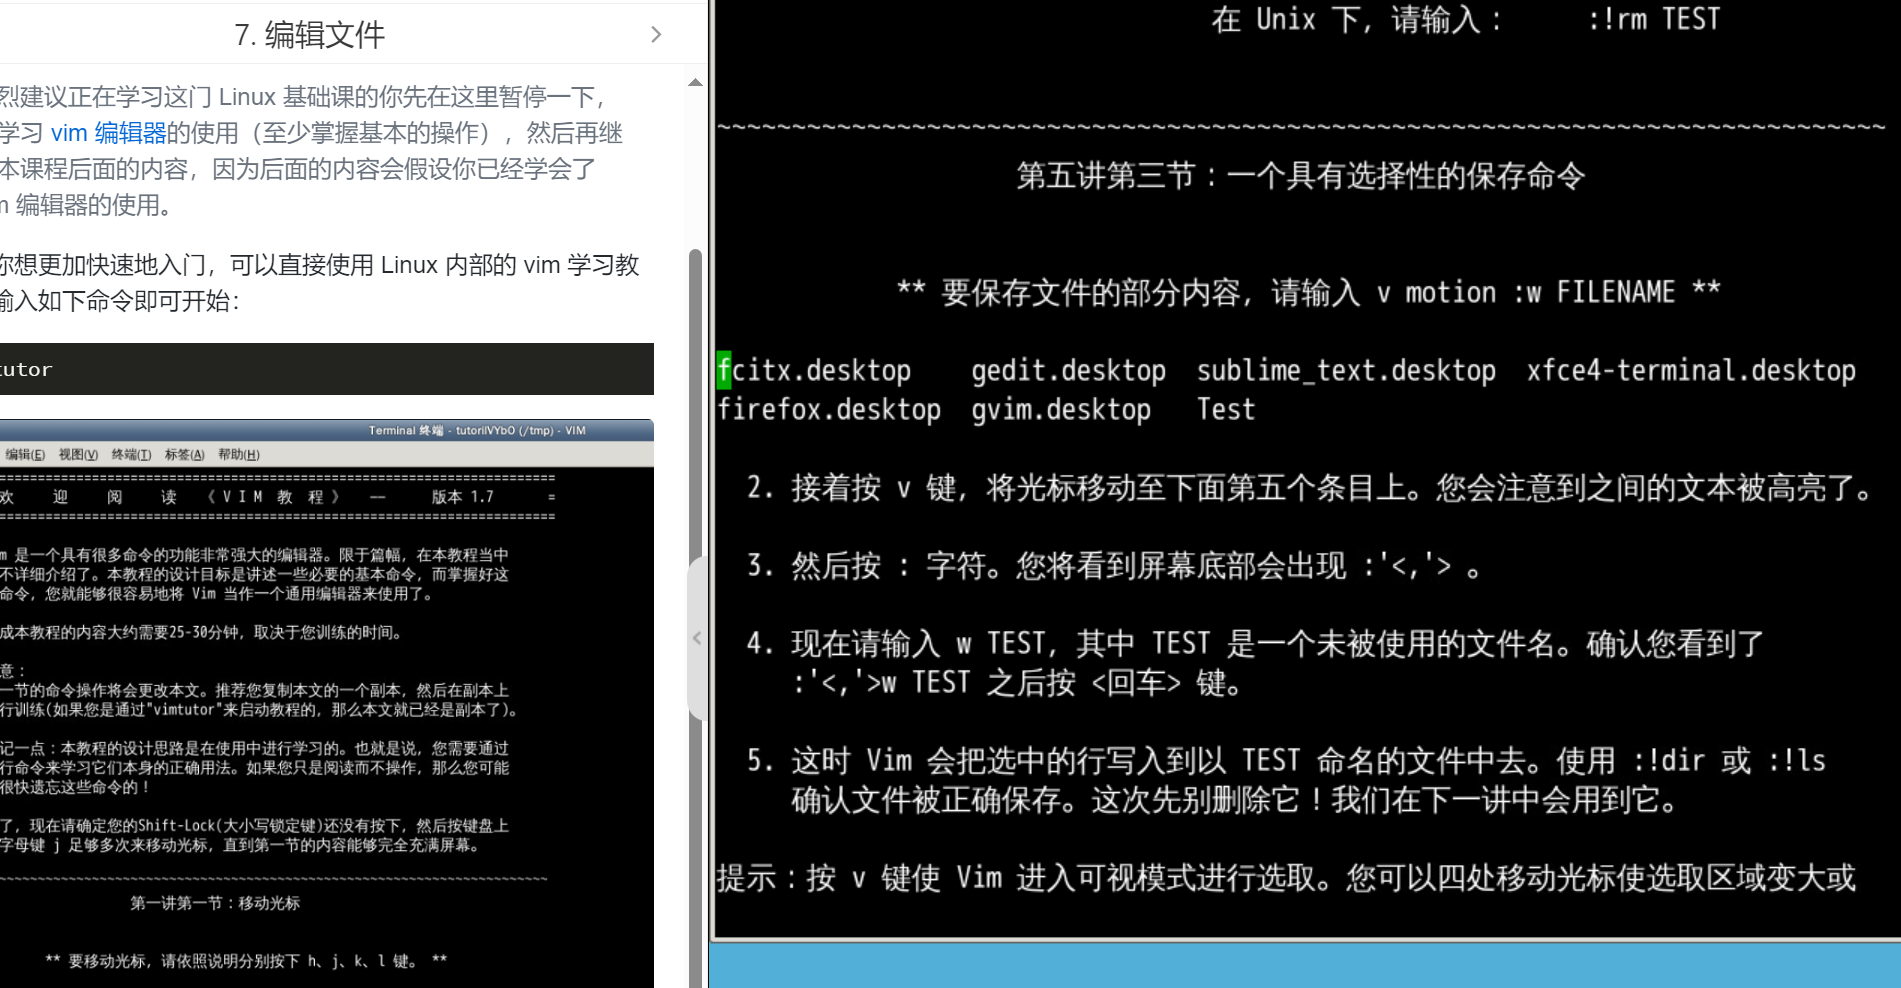 7. 编辑文件
烈建议正在学习这门 Linux 基础课的你先在这里暂停一下，
学习 vim 编辑器的使用（至少掌握基本的操作），然后再继
本课程后面的内容，因为后面的内容会假设你已经学会了
m 编辑器的使用。
你想更加快速地入门，可以直接使用 Linux 内部的 vim 学习教
输入如下命令即可开始：
tutor
Terminal 终端 - tutorilVYbO (/tmp) - VIM
编辑(E) 视图(V) 终端(T) 标签(A) 帮助(H)
===========================================================================
欢 迎 阅 读 《 V I M 教 程 》 —— 版本 1.7 =
===========================================================================
m 是一个具有很多命令的功能非常强大的编辑器。限于篇幅，在本教程当中
不详细介绍了。本教程的设计目标是讲述一些必要的基本命令，而掌握好这
命令，您就能够很容易地将 Vim 当作一个通用编辑器来使用了。
成本教程的内容大约需要25-30分钟，取决于您训练的时间。
意：
一节的命令操作将会更改本文。推荐您复制本文的一个副本，然后在副本上
行训练(如果您是通过"vimtutor"来启动教程的，那么本文就已经是副本了)。
记一点：本教程的设计思路是在使用中进行学习的。也就是说，您需要通过
行命令来学习它们本身的正确用法。如果您只是阅读而不操作，那么您可能
很快遗忘这些命令的！
了，现在请确定您的Shift-Lock(大小写锁定键)还没有按下，然后按键盘上
字母键 j 足够多次来移动光标，直到第一节的内容能够完全充满屏幕。
~~~~~~~~~~~~~~~~~~~~~~~~~~~~~~~~~~~~~~~~~~~~~~~~~~~~~~~~~~~~~~~~~~~~~~~~~~
第一讲第一节：移动光标
** 要移动光标，请依照说明分别按下 h、j、k、l 键。 **
在 Unix 下，请输入： :!rm TEST
~~~~~~~~~~~~~~~~~~~~~~~~~~~~~~~~~~~~~~~~~~~~~~~~~~~~~~~~~~~~~~~~~~~~~~~~~~~~~~
第五讲第三节：一个具有选择性的保存命令
** 要保存文件的部分内容，请输入 v motion :w FILENAME **
fcitx.desktop gedit.desktop sublime_text.desktop xfce4-terminal.desktop
firefox.desktop gvim.desktop Test
2. 接着按 v 键，将光标移动至下面第五个条目上。您会注意到之间的文本被高亮了。
3. 然后按 : 字符。您将看到屏幕底部会出现 :'<,'> 。
4. 现在请输入 w TEST，其中 TEST 是一个未被使用的文件名。确认您看到了
:'<,'>w TEST 之后按 <回车> 键。
5. 这时 Vim 会把选中的行写入到以 TEST 命名的文件中去。使用 :!dir 或 :!ls
确认文件被正确保存。这次先别删除它！我们在下一讲中会用到它。
提示：按 v 键使 Vim 进入可视模式进行选取。您可以四处移动光标使选取区域变大或